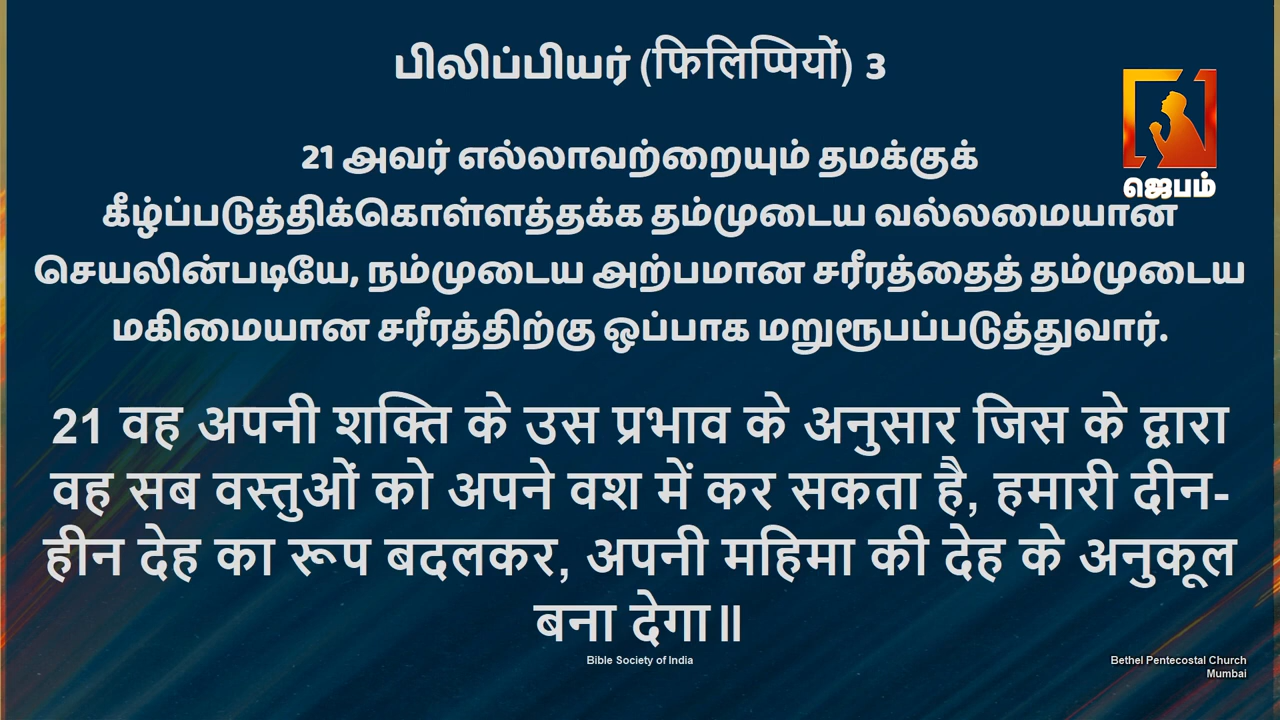 பிலிப்பியர் (फिलिप्पियों) 3
ஜெபம்
21 அவர் எல்லாவற்றையும் தமக்குக்
கீழ்ப்படுத்திக்கொள்ளத்தக்க தம்முடைய வல்லமையான
செயலின்படியே, நம்முடைய அற்பமான சரீரத்தைத் தம்முடைய
மகிமையான சரீரத்திற்கு ஒப்பாக மறுரூபப்படுத்துவார்.
21 वह अपनी शक्ति के उस प्रभाव के अनुसार जिस के द्वारा
वह सब वस्तुओं को अपने वश में कर सकता है, हमारी दीन-
हीन देह का रूप बदलकर, अपनी महिमा की देह के अनुकूल
बना देगा॥
Bible Society of India
Bethel Pentecostal Church
Mumbai